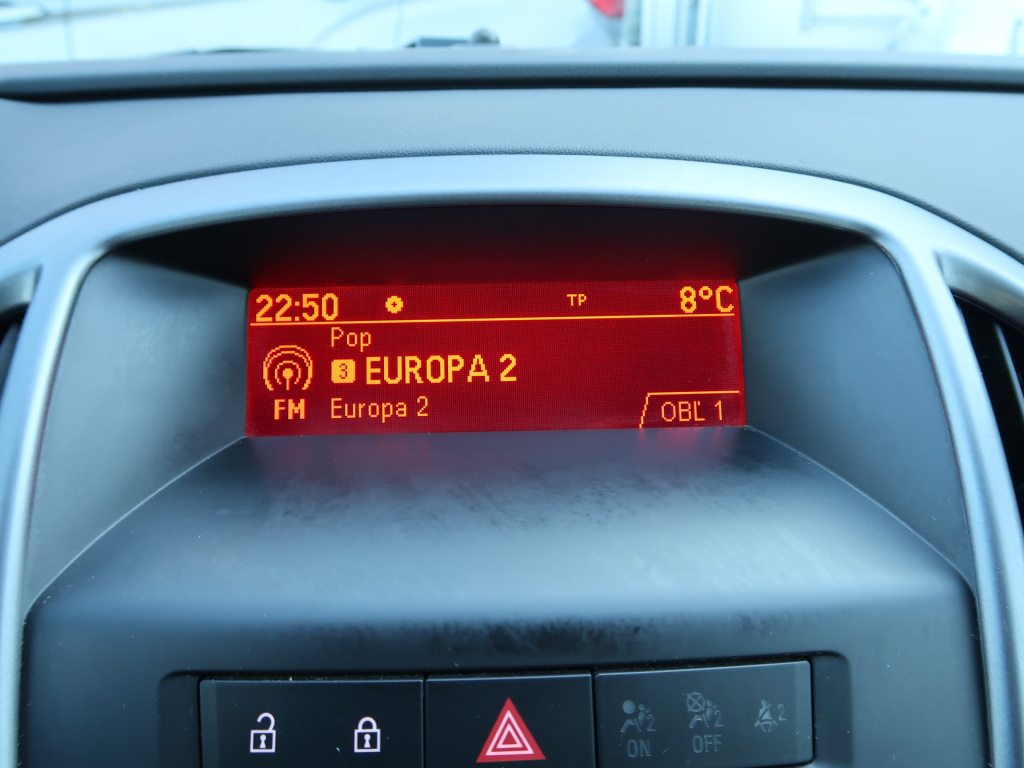 22:50 TP 8°C
Pop
3 EUROPA 2
FM Europa 2 OBĽ 1
2 2 2
ON OFF